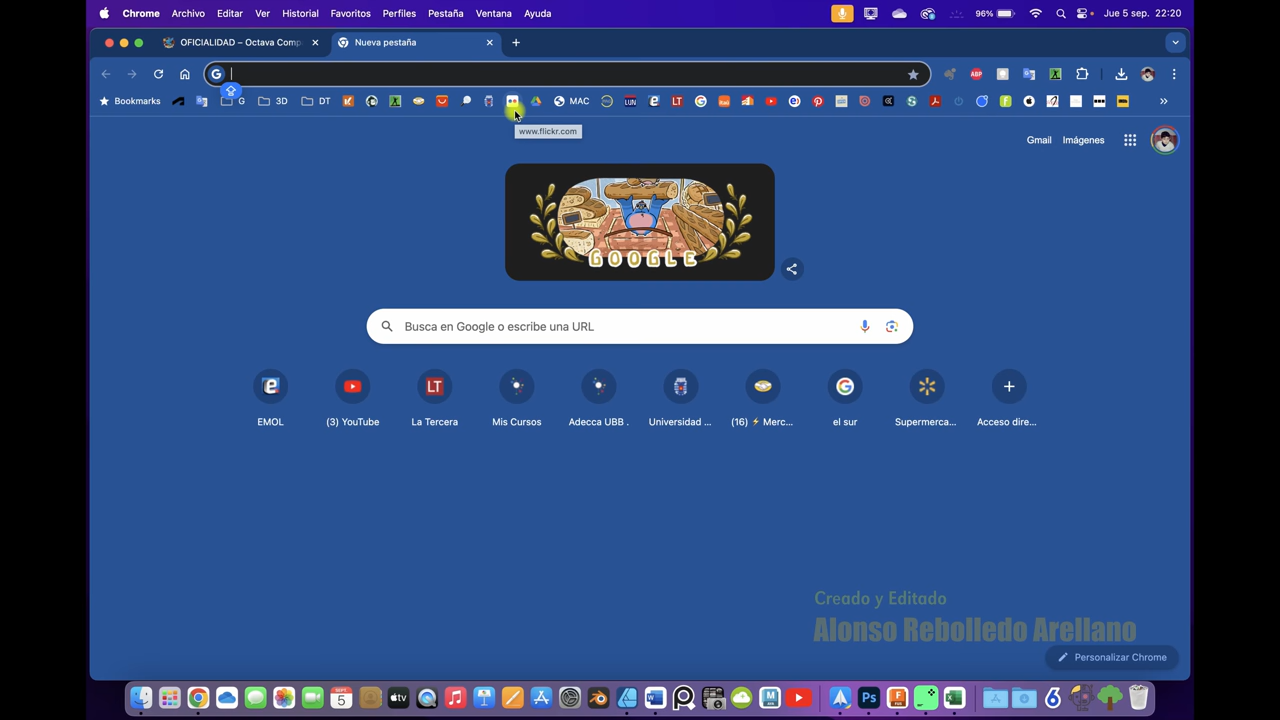 Chrome Archivo Editar Ver Historial Favoritos Perfiles Pestaña Ventana Ayuda 96% Jue 5 sep. 22:20
OFICIALIDAD – Octava Comp Nueva pestaña
Bookmarks G 3D DT MAC LUN LT
www.flickr.com
Gmail Imágenes
GOOGLE
Busca en Google o escribe una URL
EMOL (3) YouTube La Tercera Mis Cursos Adecca UBB . Universidad ... (16) ⚡ Merc... el sur Supermerca... Acceso dire...
Creado y Editado
Alonso Rebolledo Arellano
Personalizar Chrome